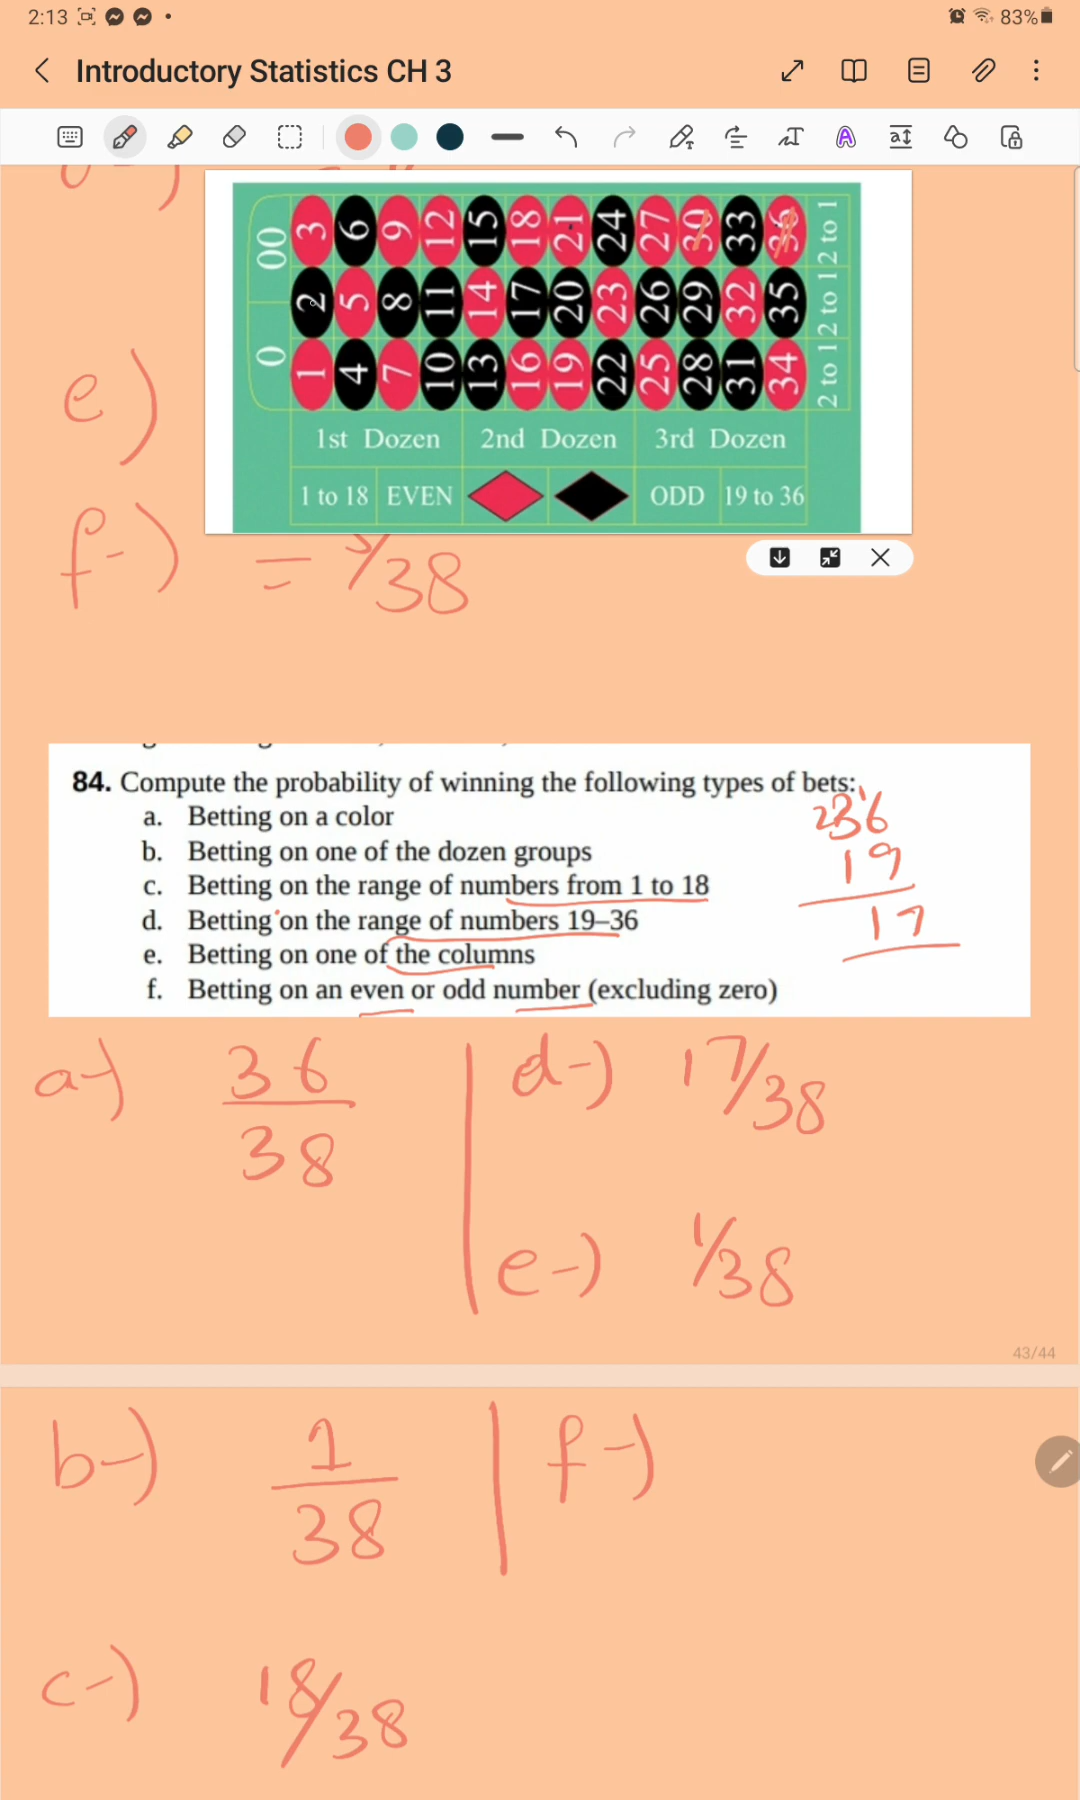 2:13
83%
Introductory Statistics CH 3
e)
00 3 6 9 12 15 18 21 24 27 30 33 36 2 to 1
2 5 8 11 14 17 20 23 26 29 32 35 2 to 1
0 1 4 7 10 13 16 19 22 25 28 31 34 2 to 1
1st Dozen 2nd Dozen 3rd Dozen
1 to 18 EVEN ODD 19 to 36
f-) = /38
84. Compute the probability of winning the following types of bets:
a. Betting on a color
b. Betting on one of the dozen groups
c. Betting on the range of numbers from 1 to 18
d. Betting on the range of numbers 19–36
e. Betting on one of the columns
f. Betting on an even or odd number (excluding zero)
19
17
a-) 36
38
d-) 17/38
e-) 1/38
43/44
b-) 1
38
f-)
c-) 18/38